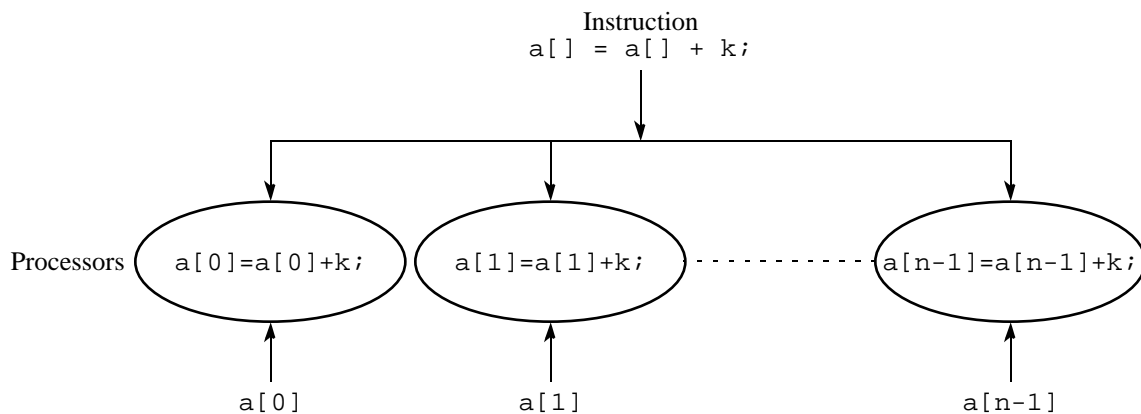 Instruction
a[] = a[] + k;
Processors a[0]=a[0]+k; a[1]=a[1]+k; a[n-1]=a[n-1]+k;
a[0] a[1] a[n-1]